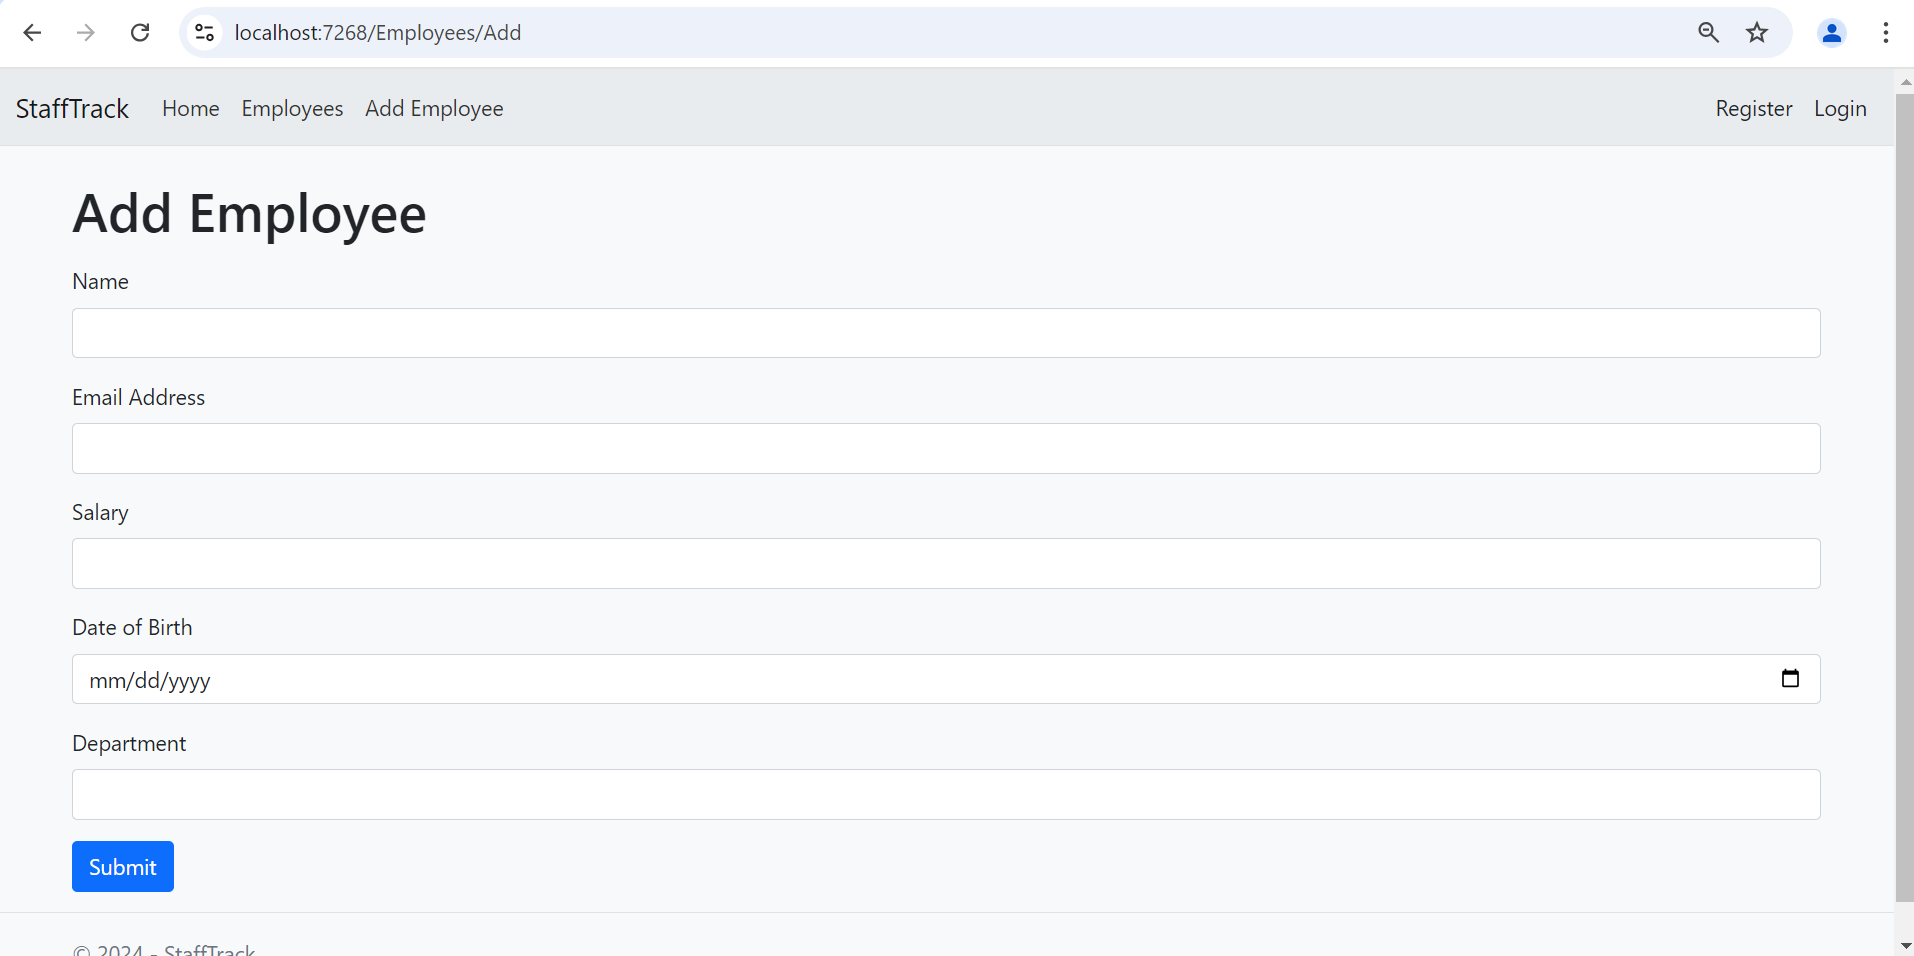 localhost:7268/Employees/Add
StaffTrack Home Employees Add Employee Register Login
Add Employee
Name
Email Address
Salary
Date of Birth
mm/dd/yyyy
Department
Submit
© 2024 - StaffTrack